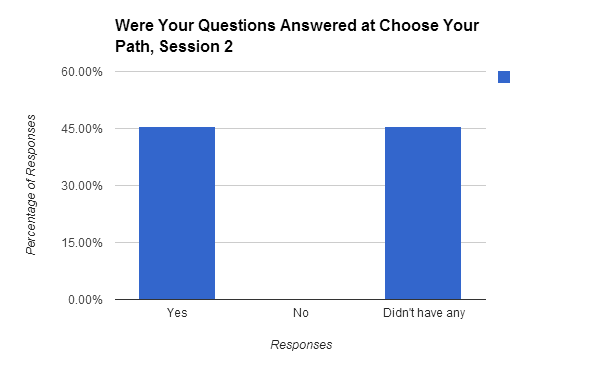 Were Your Questions Answered at Choose Your
Path, Session 2
60.00%
45.00%
30.00%
15.00%
0.00%
Percentage of Responses
Yes
No
Didn't have any
Responses